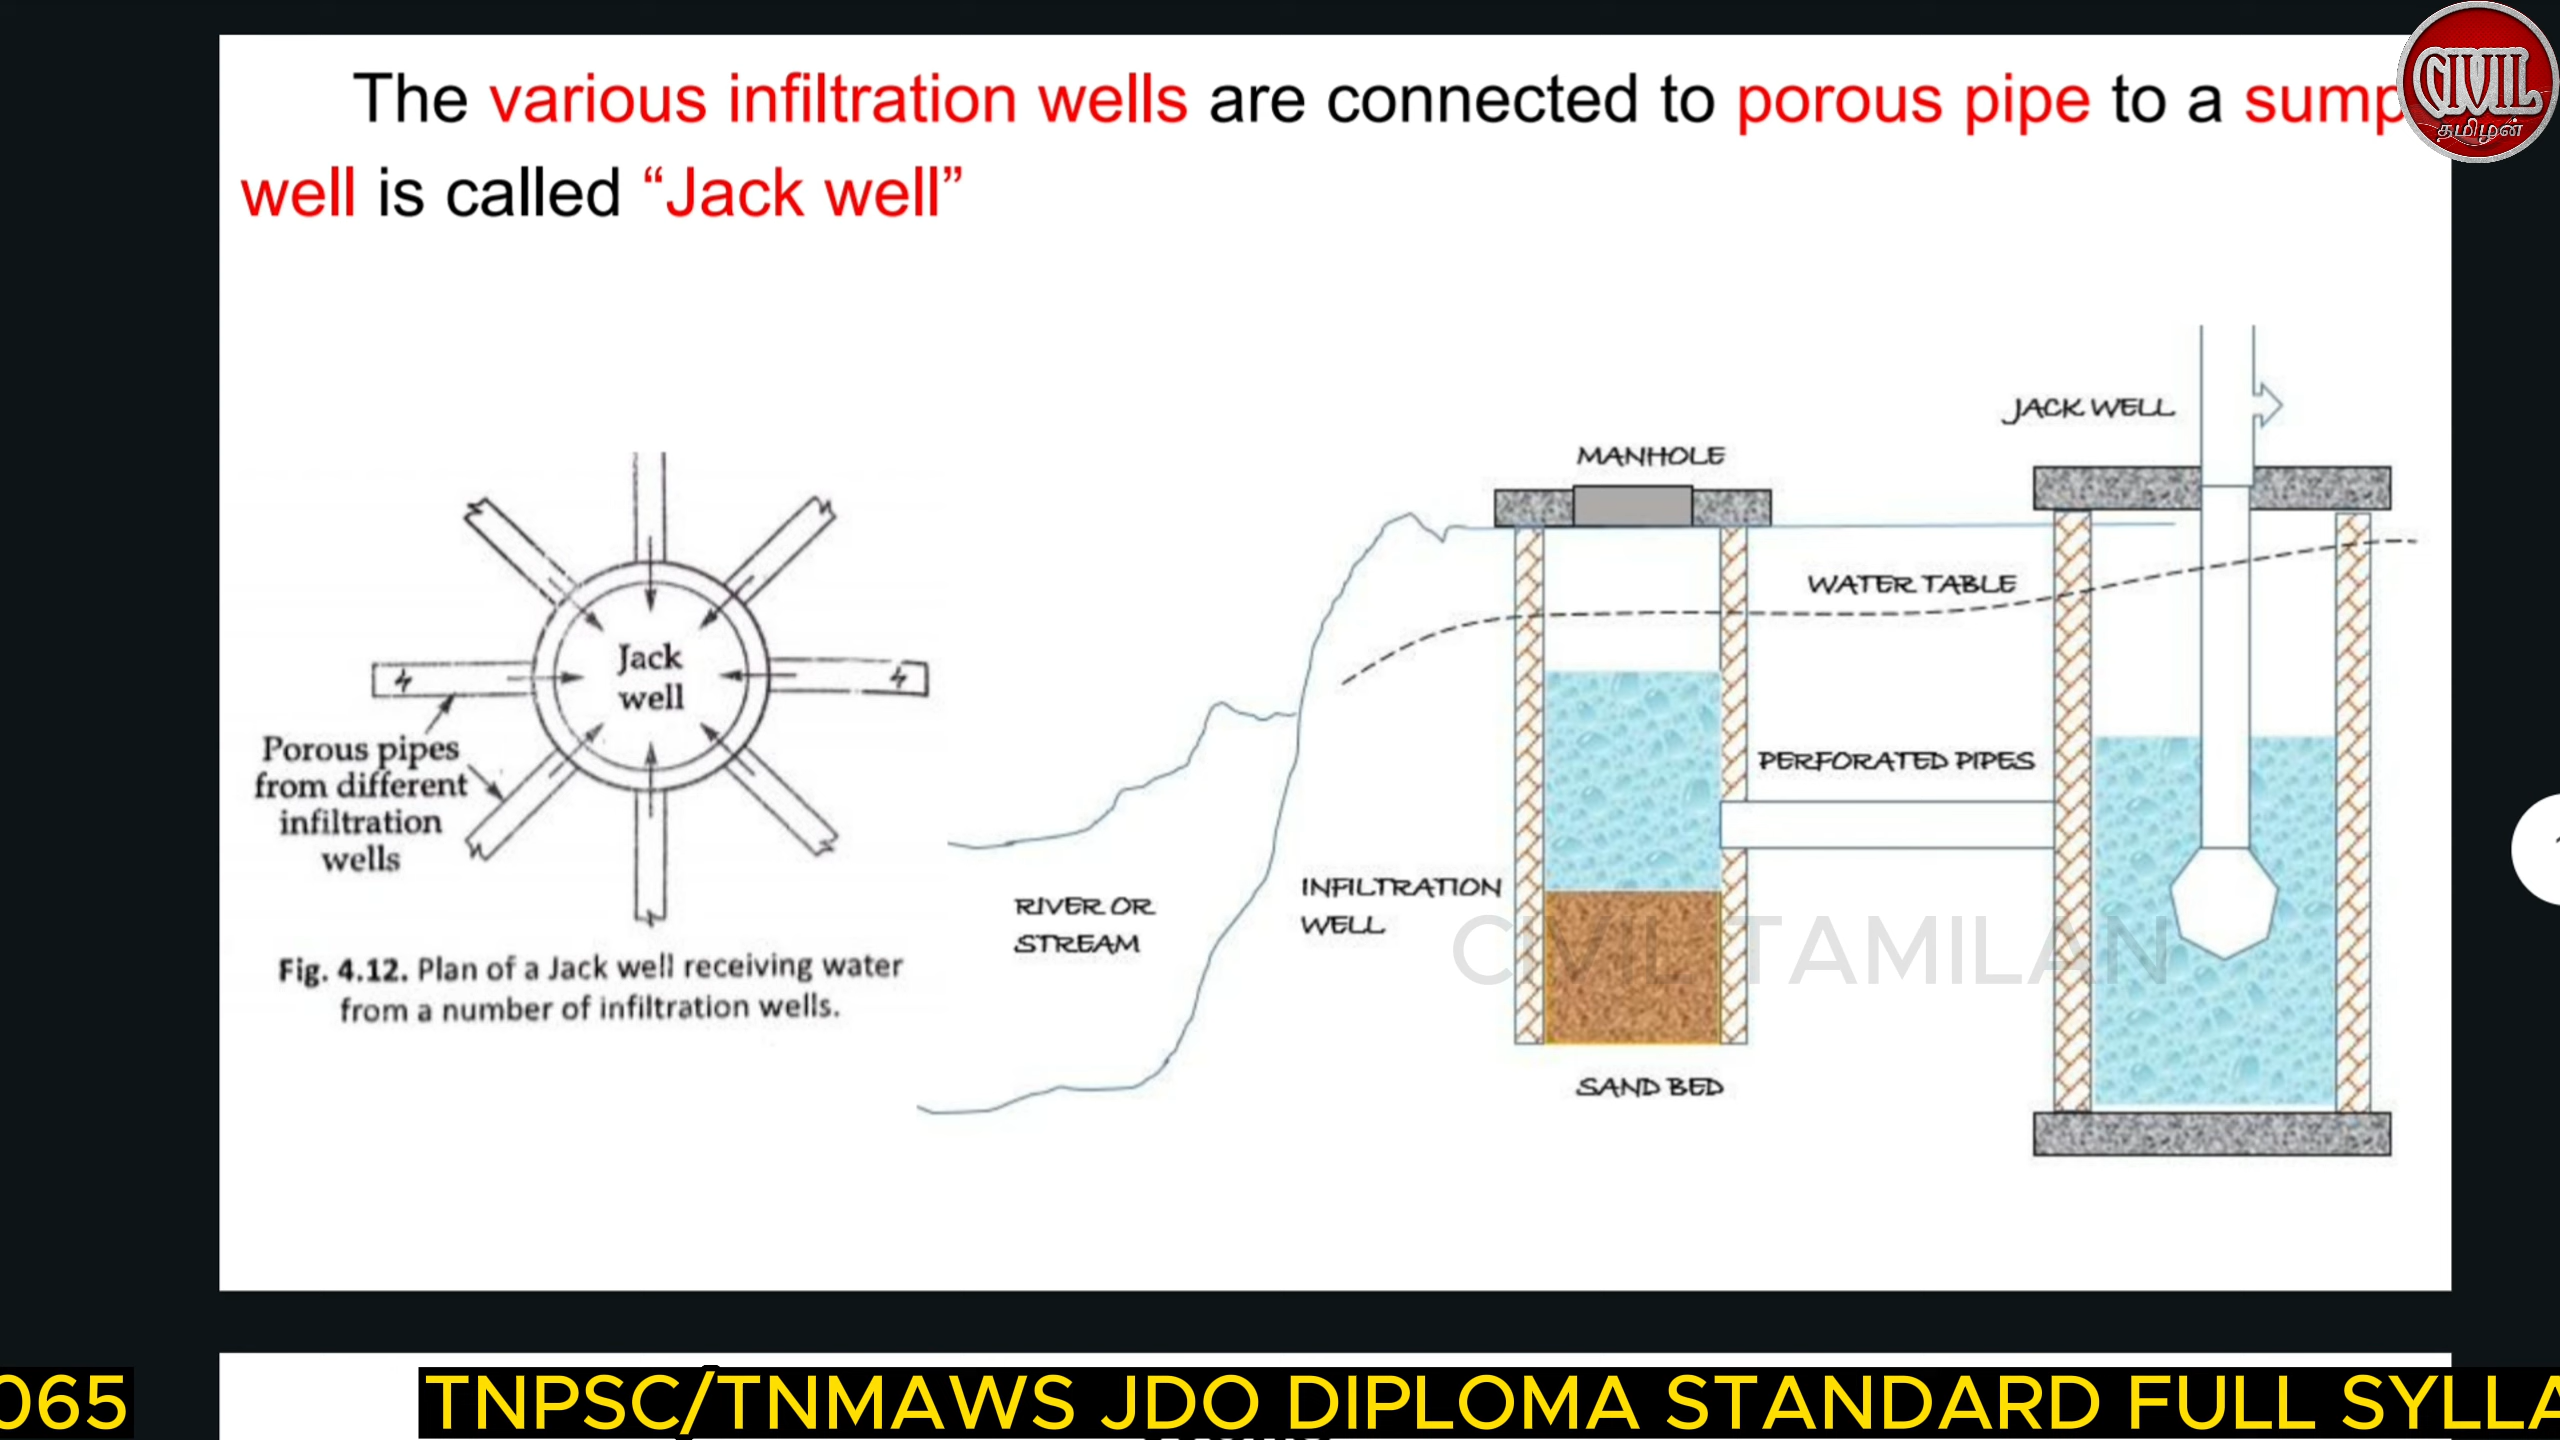 The various infiltration wells are connected to porous pipe to a sump
well is called “Jack well”
CIVIL
தமிழன்
JACK WELL
MANHOLE
WATER TABLE
Jack
well
PERFORATED PIPES
Porous pipes
from different
infiltration
wells
INFILTRATION
WELL
RIVER OR
STREAM
CIVIL TAMILAN
Fig. 4.12. Plan of a Jack well receiving water
from a number of infiltration wells.
SAND BED
065
TNPSC/TNMAWS JDO DIPLOMA STANDARD FULL SYLLA